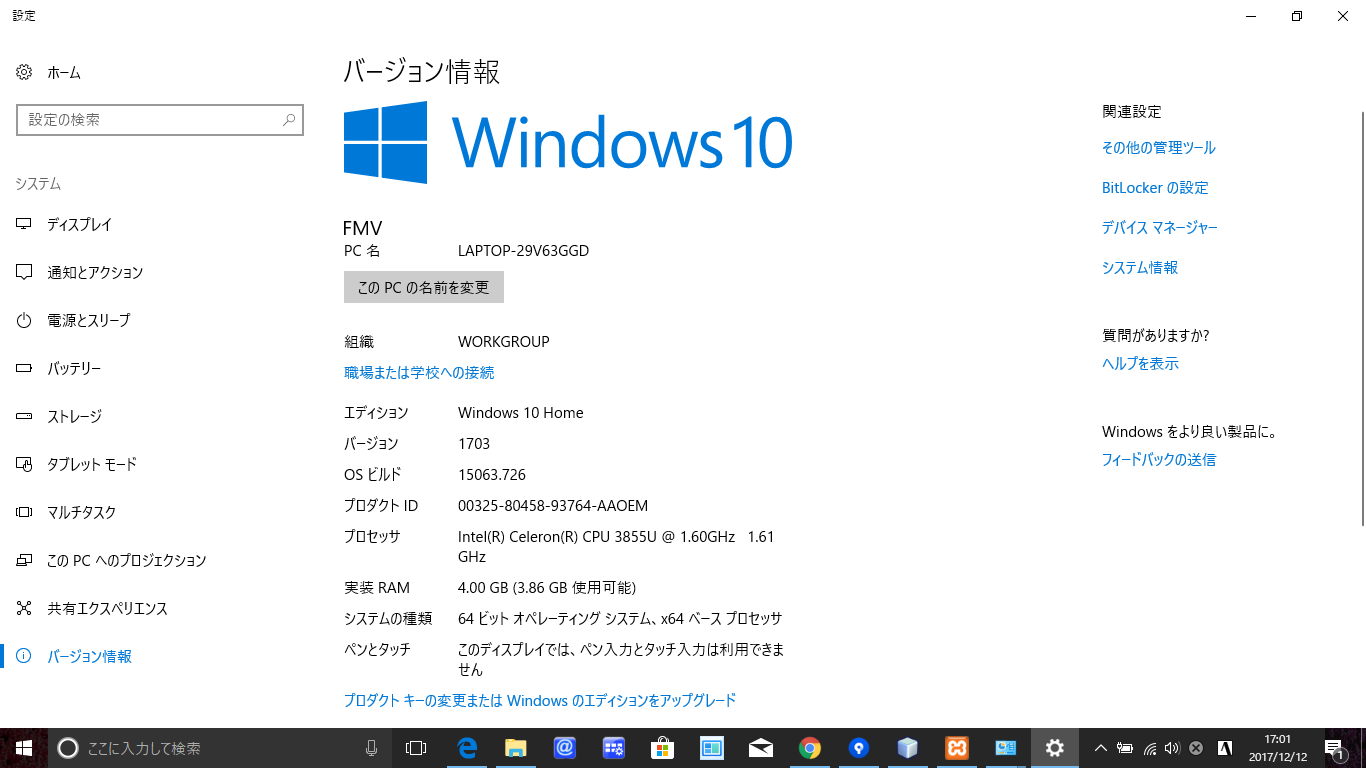 設定
ホーム
設定の検索
システム
ディスプレイ
通知とアクション
電源とスリープ
バッテリー
ストレージ
タブレット モード
マルチタスク
この PC へのプロジェクション
共有エクスペリエンス
バージョン情報
バージョン情報
Windows 10
FMV
PC 名 LAPTOP-29V63GGD
この PC の名前を変更
組織 WORKGROUP
職場または学校への接続
エディション Windows 10 Home
バージョン 1703
OS ビルド 15063.726
プロダクト ID 00325-80458-93764-AAOEM
プロセッサ Intel(R) Celeron(R) CPU 3855U @ 1.60GHz 1.61
GHz
実装 RAM 4.00 GB (3.86 GB 使用可能)
システムの種類 64 ビット オペレーティング システム、x64 ベース プロセッサ
ペンとタッチ このディスプレイでは、ペン入力とタッチ入力は利用できま
せん
プロダクト キーの変更または Windows のエディションをアップグレード
関連設定
その他の管理ツール
BitLocker の設定
デバイス マネージャー
システム情報
質問がありますか?
ヘルプを表示
Windows をより良い製品に。
フィードバックの送信
ここに入力して検索
A
17:01
2017/12/12
1